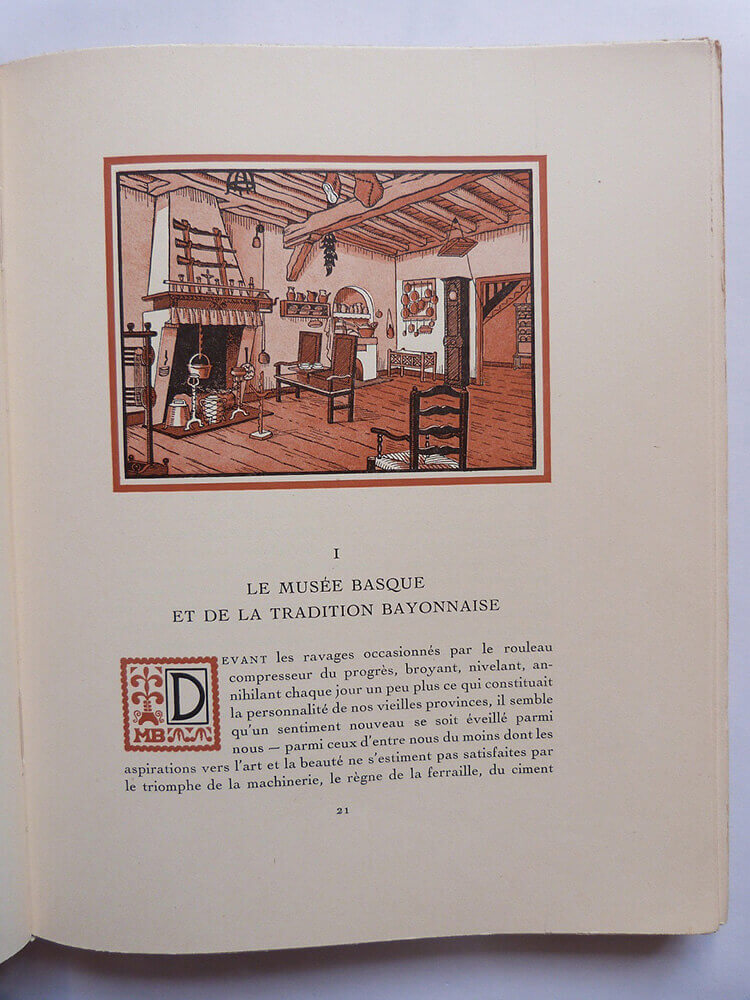 I
LE MUSÉE BASQUE
ET DE LA TRADITION BAYONNAISE
DEVANT les ravages occasionnés par le rouleau
compresseur du progrès, broyant, nivelant, an-
nihilant chaque jour un peu plus ce qui constituait
la personnalité de nos vieilles provinces, il semble
qu'un sentiment nouveau se soit éveillé parmi
nous — parmi ceux d'entre nous du moins dont les
MB
aspirations vers l'art et la beauté ne s'estiment pas satisfaites par
le triomphe de la machinerie, le règne de la ferraille, du ciment
21